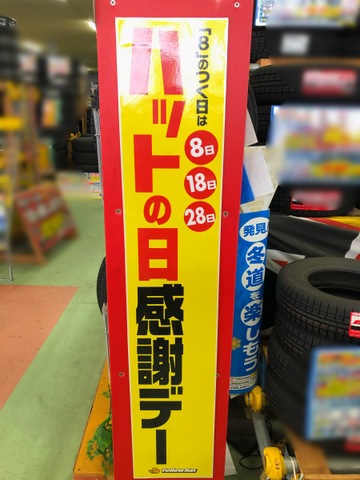 「8」のつく日は
8日
18日
28日
ハットの日感謝デー
Yellow Hat
発見!
冬道を楽しもう